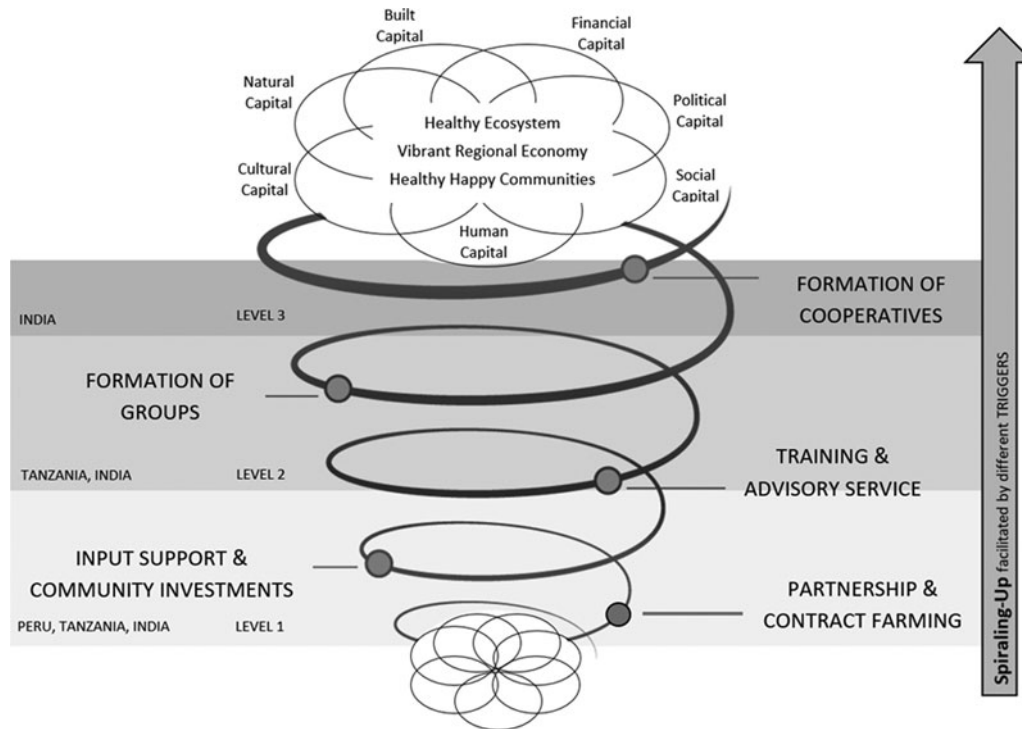 Built
Capital
Financial
Capital
Natural
Capital
Political
Capital
Healthy Ecosystem
Vibrant Regional Economy
Healthy Happy Communities
Cultural
Capital
Social
Capital
Human
Capital
FORMATION OF
COOPERATIVES
INDIA
LEVEL 3
FORMATION OF
GROUPS
TRAINING &
ADVISORY SERVICE
TANZANIA, INDIA
LEVEL 2
INPUT SUPPORT &
COMMUNITY INVESTMENTS
PARTNERSHIP &
CONTRACT FARMING
PERU, TANZANIA, INDIA
LEVEL 1
Spiraling-Up facilitated by different TRIGGERS